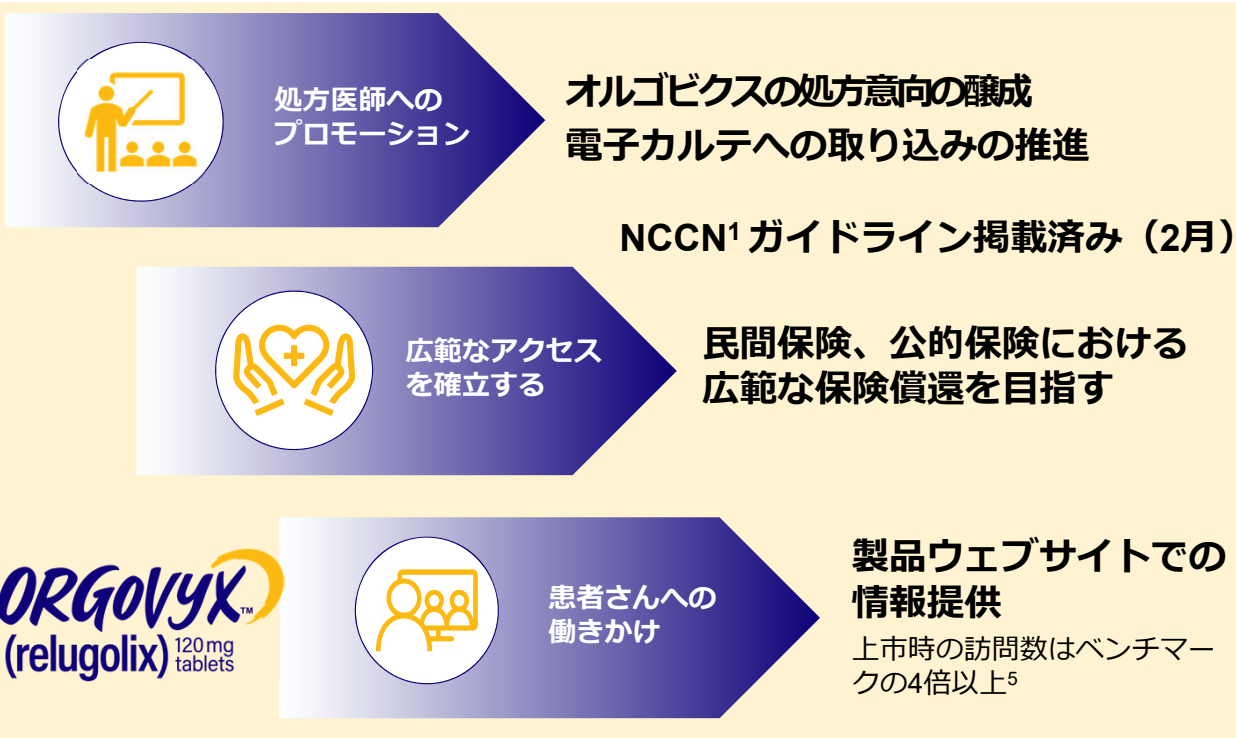 処方医師への
プロモーション
オルゴビクスの処方意向の醸成
電子カルテへの取り込みの推進
NCCN¹ ガイドライン掲載済み（2月）
広範なアクセス
を確立する
民間保険、公的保険における
広範な保険償還を目指す
ORGOVYX™
(relugolix) 120 mg
tablets
患者さんへの
働きかけ
製品ウェブサイトでの
情報提供
上市時の訪問数はベンチマー
クの4倍以上⁵